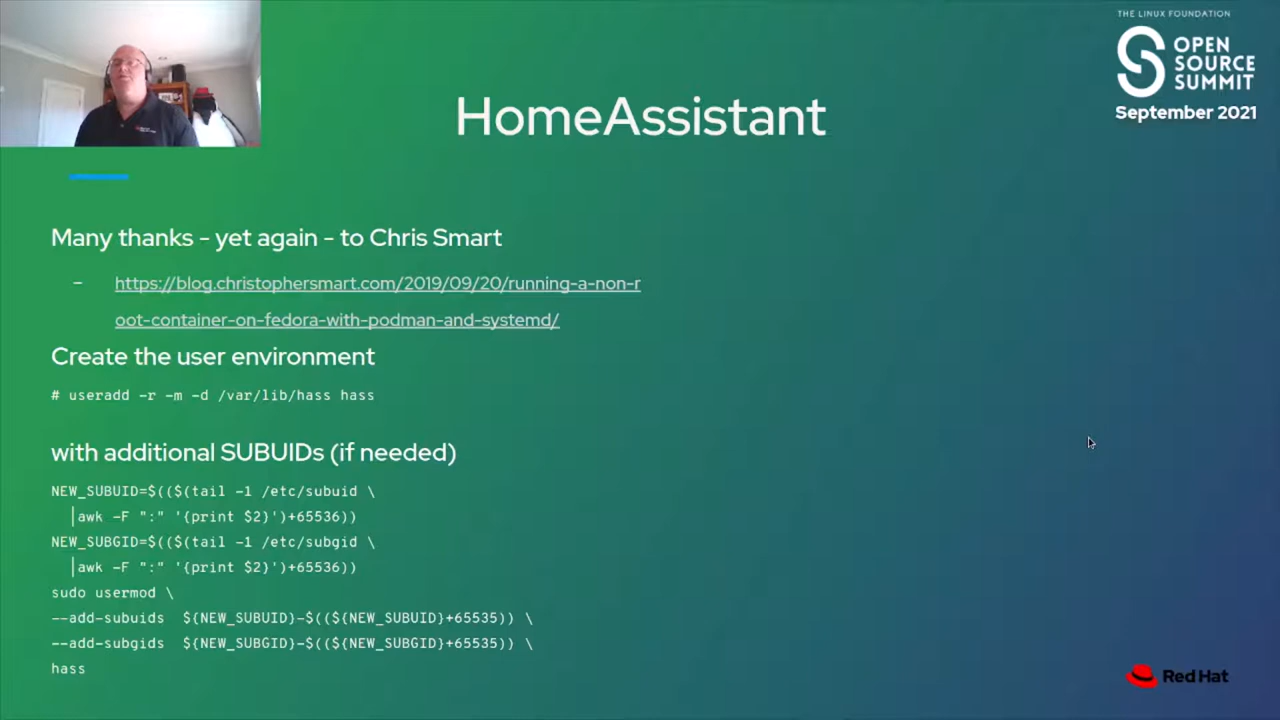 THE LINUX FOUNDATION
OPEN
SOURCE
SUMMIT
September 2021
HomeAssistant
Many thanks - yet again - to Chris Smart
- https://blog.christophersmart.com/2019/09/20/running-a-non-r
oot-container-on-fedora-with-podman-and-systemd/
Create the user environment
# useradd -r -m -d /var/lib/hass hass
with additional SUBUIDs (if needed)
NEW_SUBUID=$(($(tail -1 /etc/subuid \
|awk -F ":" '{print $2}')+65536))
NEW_SUBGID=$(($(tail -1 /etc/subgid \
|awk -F ":" '{print $2}')+65536))
sudo usermod \
--add-subuids ${NEW_SUBUID}-$((${NEW_SUBUID}+65535)) \
--add-subgids ${NEW_SUBGID}-$((${NEW_SUBGID}+65535)) \
hass
Red Hat